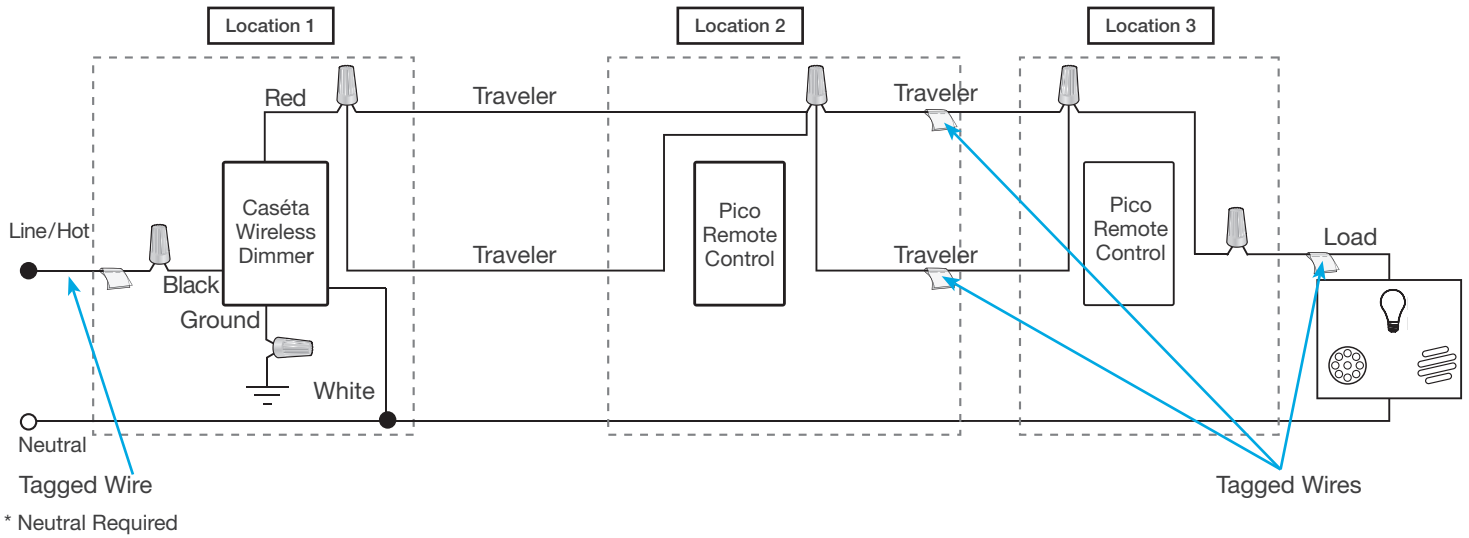 Location 1
Location 2
Location 3
Red
Traveler
Traveler
Line/Hot
Caséta
Wireless
Dimmer
Pico
Remote
Control
Pico
Remote
Control
Traveler
Traveler
Load
Black
Ground
White
Neutral
Tagged Wire
Tagged Wires
* Neutral Required